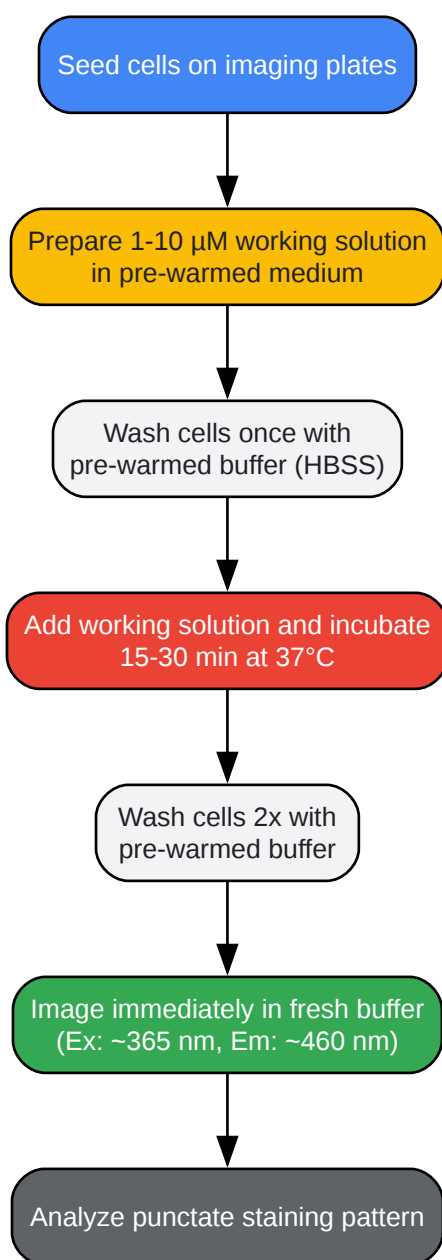 Seed cells on imaging plates
Prepare 1-10 µM working solution
in pre-warmed medium
Wash cells once with
pre-warmed buffer (HBSS)
Add working solution and incubate
15-30 min at 37°C
Wash cells 2x with
pre-warmed buffer
Image immediately in fresh buffer
(Ex: ~365 nm, Em: ~460 nm)
Analyze punctate staining pattern